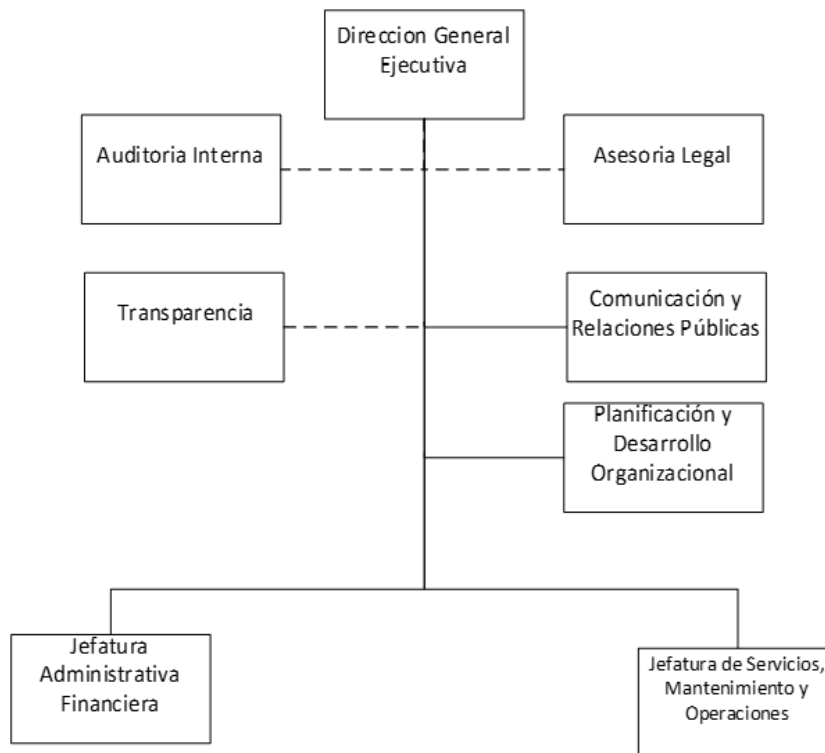 Direccion General
Ejecutiva
Auditoria Interna
Asesoria Legal
Transparencia
Comunicación y
Relaciones Públicas
Planificación y
Desarrollo
Organizacional
Jefatura
Administrativa
Financiera
Jefatura de Servicios,
Mantenimiento y
Operaciones